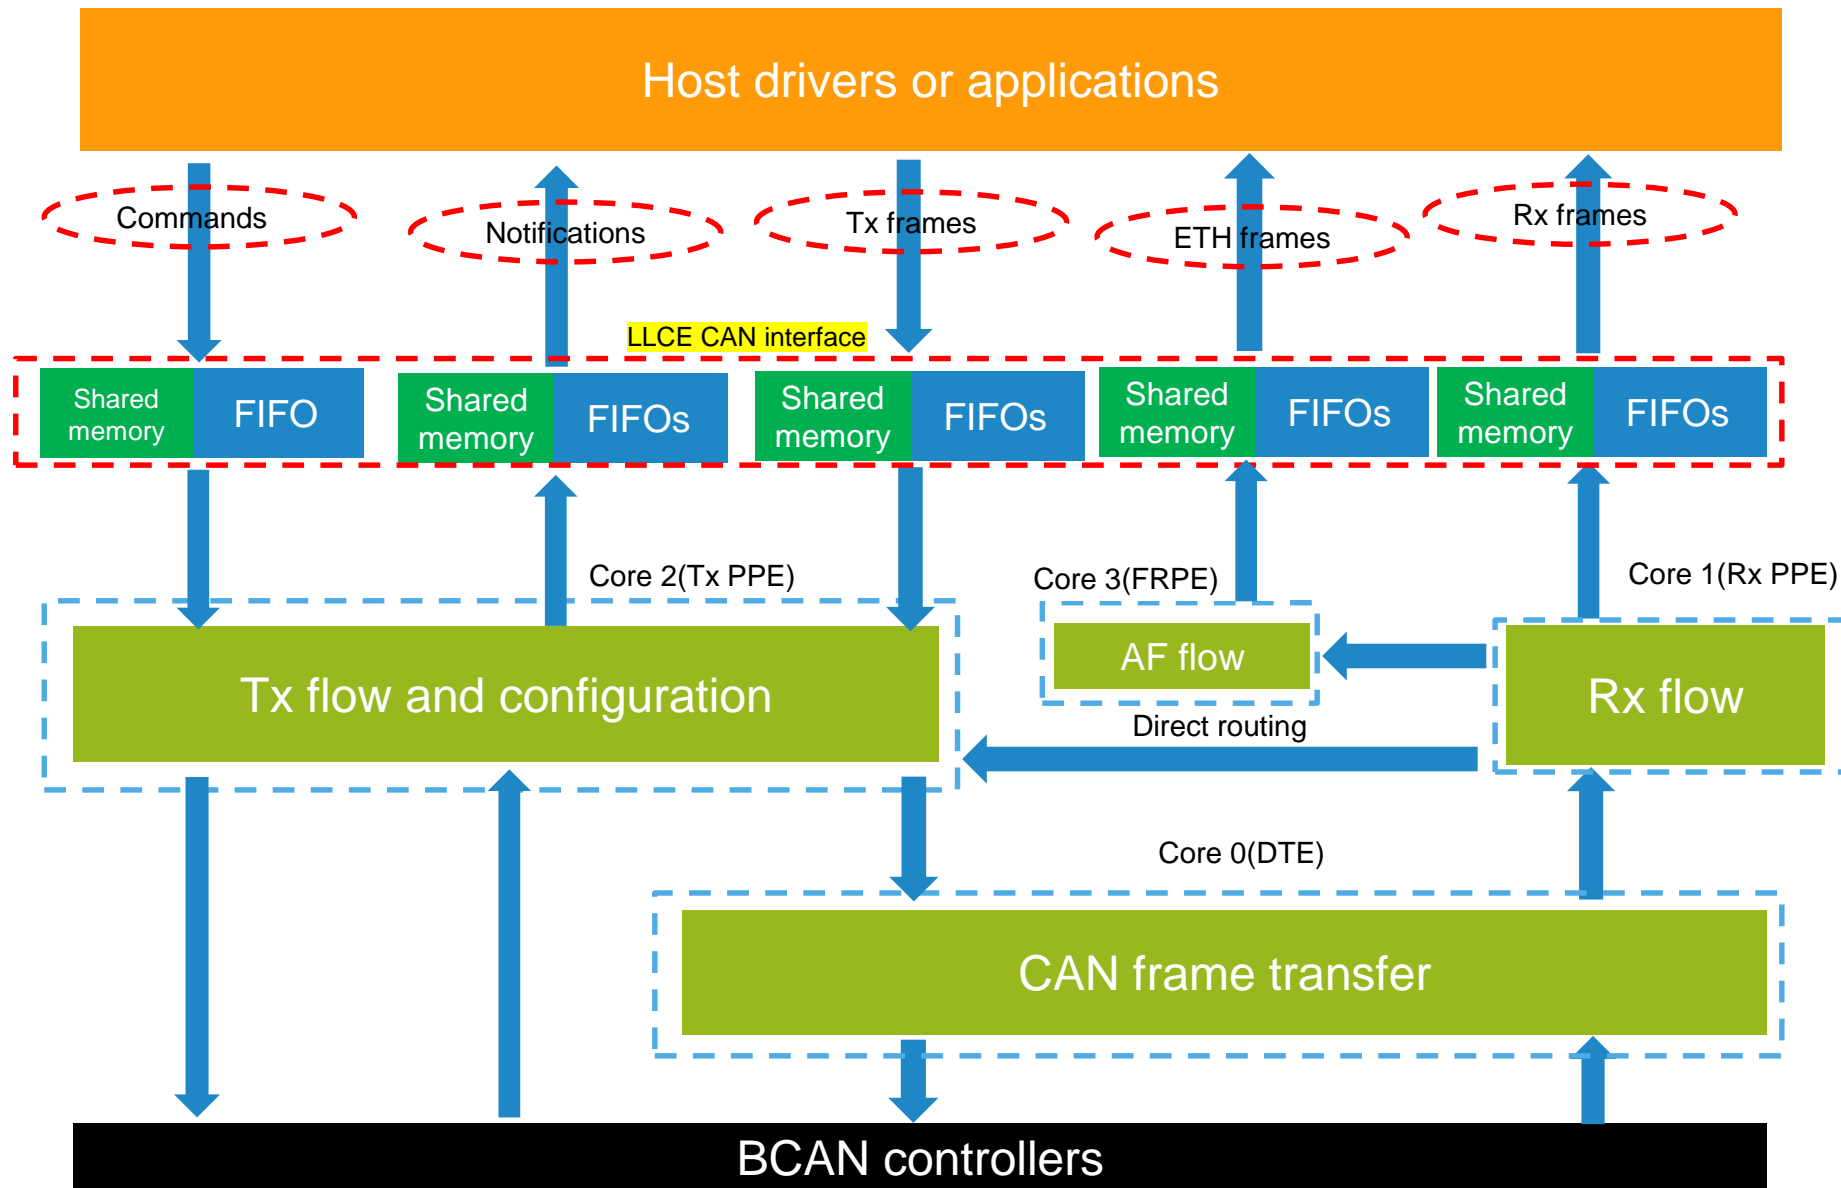 Host drivers or applications
Commands
Notifications
Tx frames
ETH frames
Rx frames
LLCE CAN interface
Shared
memory
FIFO
Shared
memory
FIFOs
Shared
memory
FIFOs
Shared
memory
FIFOs
Shared
memory
FIFOs
Core 2(Tx PPE)
Core 3(FRPE)
Core 1(Rx PPE)
Tx flow and configuration
AF flow
Rx flow
Direct routing
Core 0(DTE)
CAN frame transfer
BCAN controllers